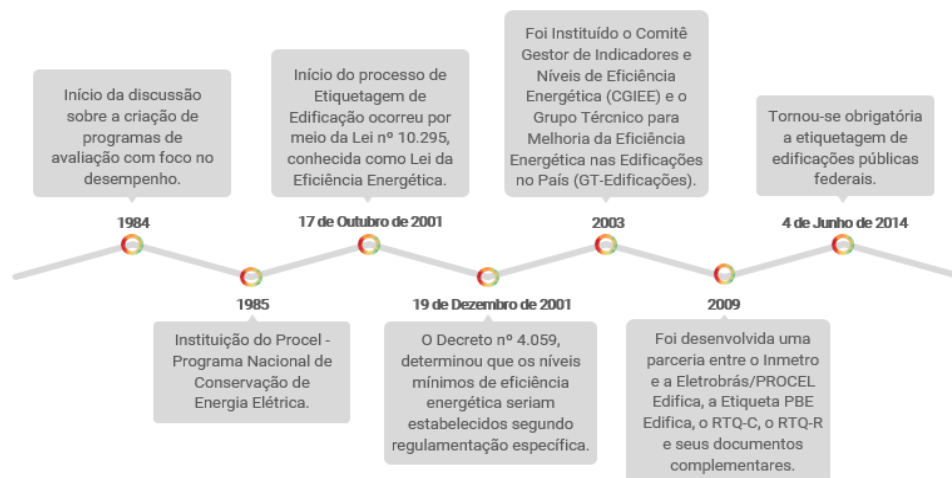 Início da discussão
sobre a criação de
programas de
avaliação com foco no
desempenho.
1984
1985
Instituição do Procel -
Programa Nacional de
Conservação de
Energia Elétrica.
Início do processo de
Etiquetagem de
Edificação ocorreu por
meio da Lei nº 10.295,
conhecida como Lei da
Eficiência Energética.
17 de Outubro de 2001
19 de Dezembro de 2001
O Decreto nº 4.059,
determinou que os níveis
mínimos de eficiência
energética seriam
estabelecidos segundo
regulamentação específica.
Foi Instituído o Comitê
Gestor de Indicadores e
Níveis de Eficiência
Energética (CGIEE) e o
Grupo Tércnico para
Melhoria da Eficiência
Energética nas Edificações
no País (GT-Edificações).
2003
2009
Foi desenvolvida uma
parceria entre o Inmetro
e a Eletrobrás/PROCEL
Edifica, a Etiqueta PBE
Edifica, o RTQ-C, o RTQ-R
e seus documentos
complementares.
Tornou-se obrigatória
a etiquetagem de
edificações públicas
federais.
4 de Junho de 2014